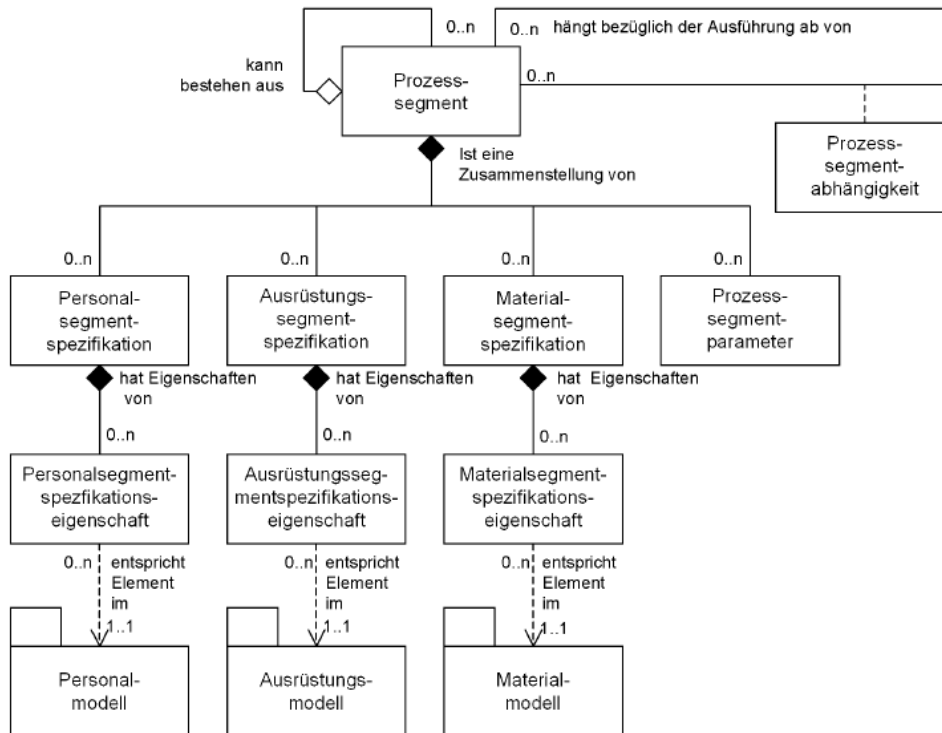 0..n
0..n
hängt bezüglich der Ausführung ab von
kann
bestehen aus
Prozess-
segment
0..n
Prozess-
segment-
abhängigkeit
Ist eine
Zusammenstellung von
0..n
0..n
0..n
0..n
Personal-
segment-
spezifikation
Ausrüstungs-
segment-
spezifikation
Material-
segment-
spezifikation
Prozess-
segment-
parameter
hat Eigenschaften
von
hat Eigenschaften
von
hat Eigenschaften
von
0..n
0..n
0..n
Personalsegment-
spezfikations-
eigenschaft
Ausrüstungsseg-
mentspezifikations-
eigenschaft
Materialsegment-
spezifikations-
eigenschaft
0..n
entspricht
Element
im
1..1
0..n
entspricht
Element
im
1..1
0..n
entspricht
Element
im
1..1
Personal-
modell
Ausrüstungs-
modell
Material-
modell